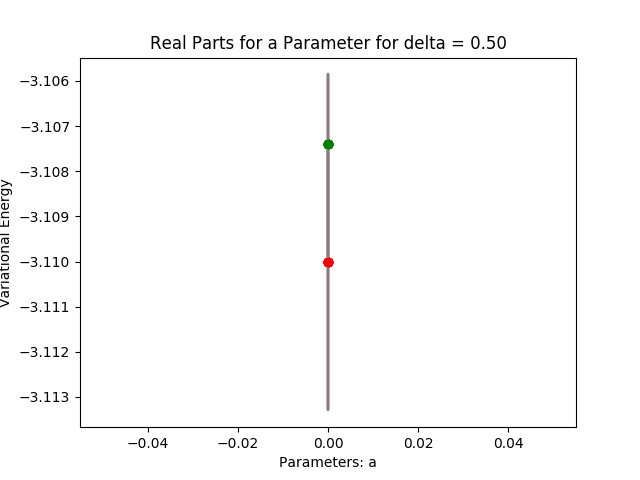 Real Parts for a Parameter for delta = 0.50
−3.106
−3.107
−3.108
−3.109
−3.110
−3.111
−3.112
−3.113
Variational Energy
−0.04 −0.02 0.00 0.02 0.04
Parameters: a